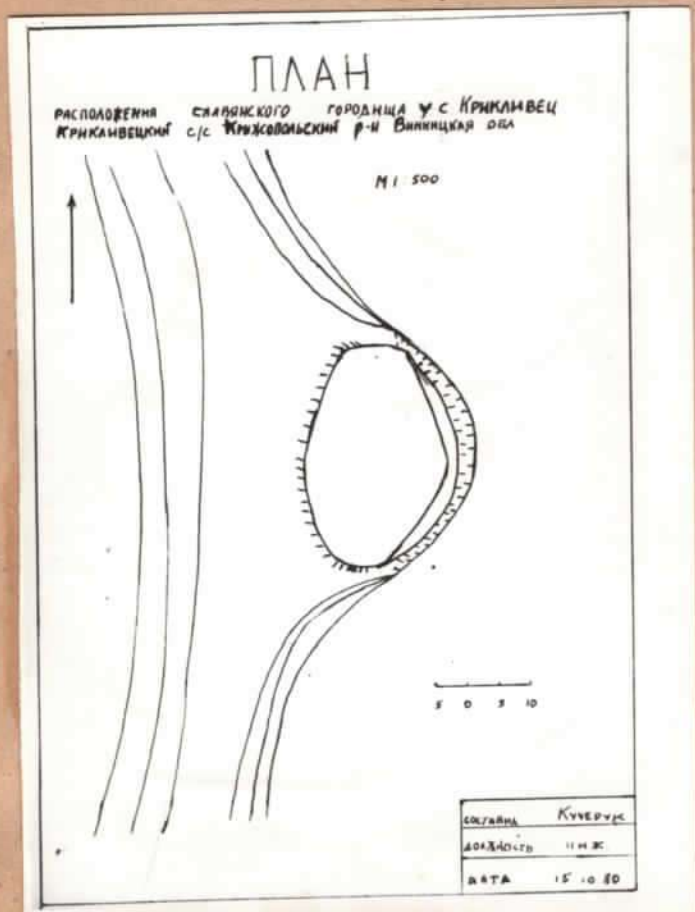 ПЛАН
РАСПОЛОЖЕНИЯ СЛАВЯНСКОГО ГОРОДИЩА У С КРИКЛИВЕЦ
КРИКЛИВЕЦКИЙ С/С КРИЖОПОЛЬСКИЙ Р-Н ВИННИЦКАЯ ОБЛ
М 1 500
5 0 5 10
СОСТАВИЛ КУЧЕРУК
ДОЛЖНОСТЬ ИНЖ
ДАТА 15 10 80